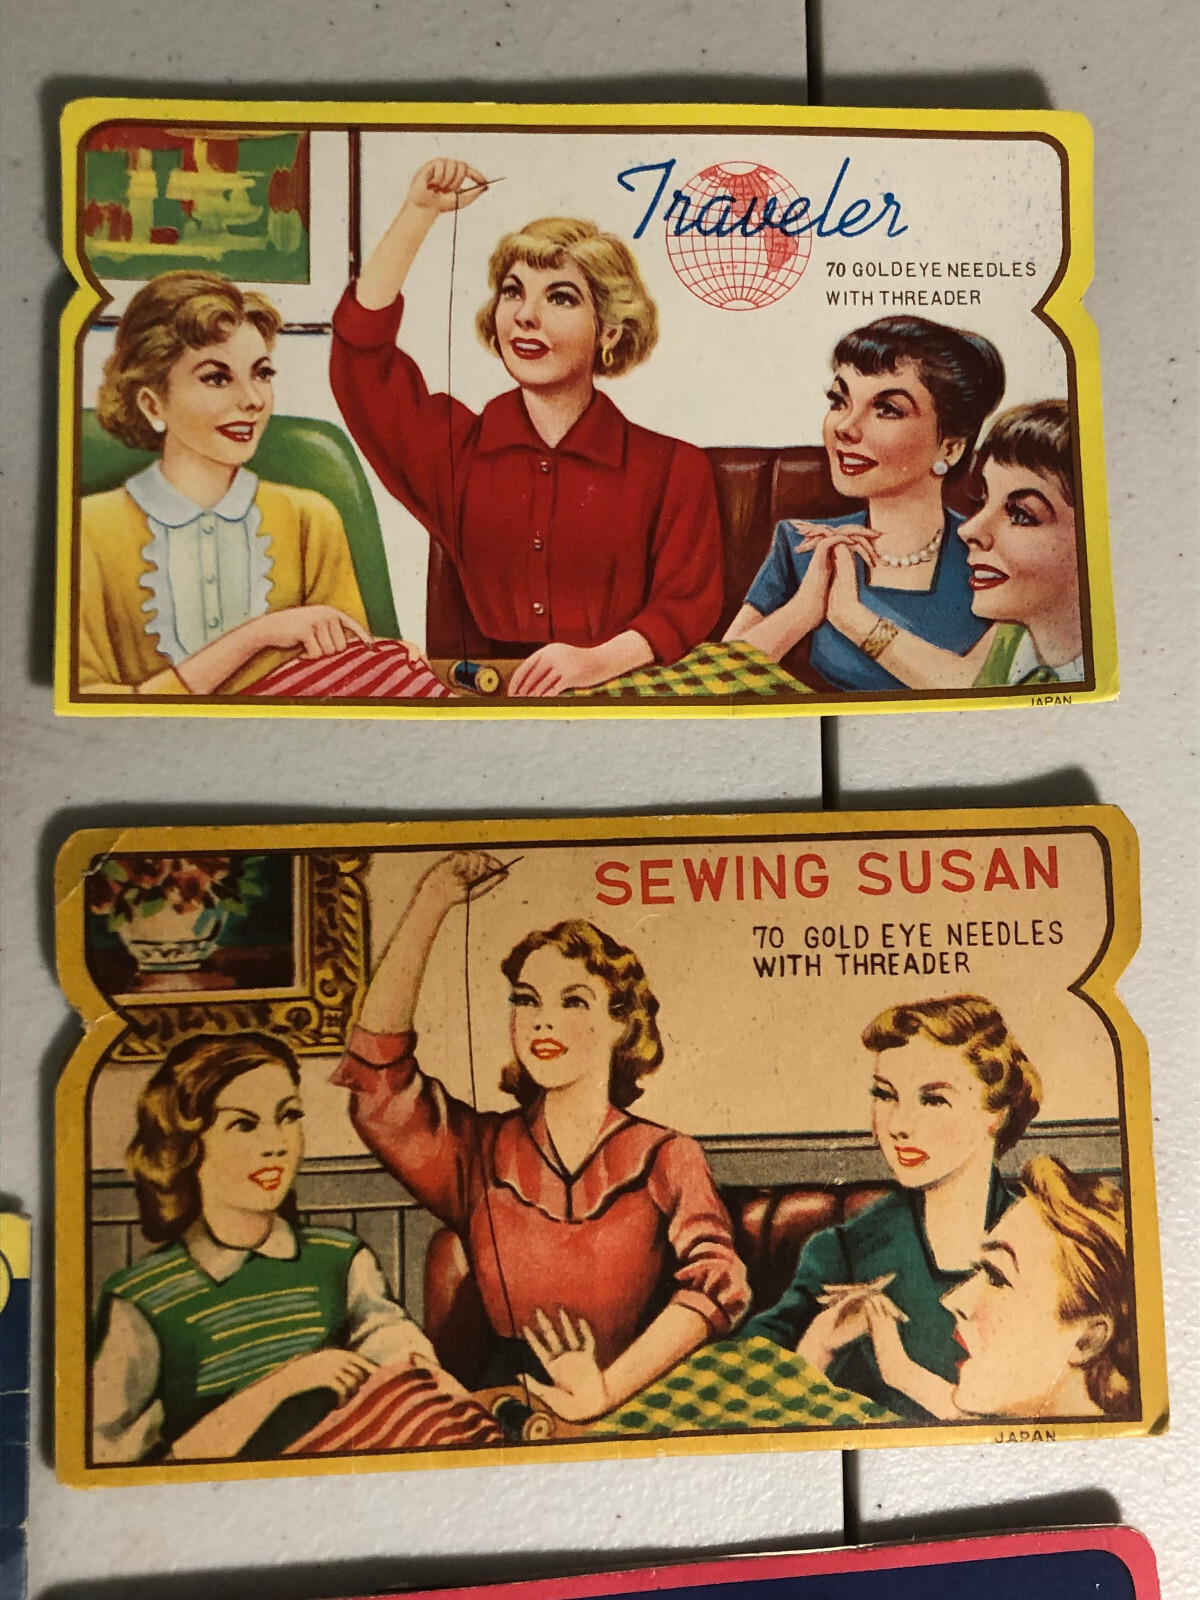 Traveler
70 GOLDEYE NEEDLES
WITH THREADER
JAPAN
SEWING SUSAN
70 GOLD EYE NEEDLES
WITH THREADER
JAPAN